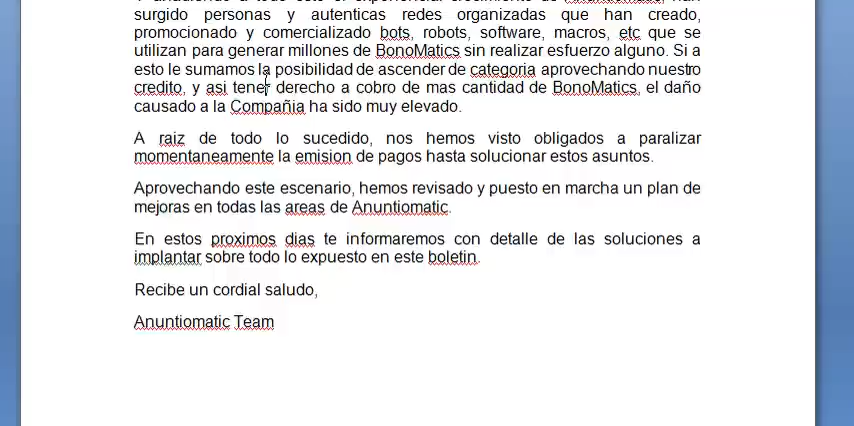 surgido personas y autenticas redes organizadas que han creado,
promocionado y comercializado bots, robots, software, macros, etc que se
utilizan para generar millones de BonoMatics sin realizar esfuerzo alguno. Si a
esto le sumamos la posibilidad de ascender de categoria aprovechando nuestro
credito, y asi tener derecho a cobro de mas cantidad de BonoMatics, el daño
causado a la Compañia ha sido muy elevado.
A raiz de todo lo sucedido, nos hemos visto obligados a paralizar
momentaneamente la emision de pagos hasta solucionar estos asuntos.
Aprovechando este escenario, hemos revisado y puesto en marcha un plan de
mejoras en todas las areas de Anuntiomatic.
En estos proximos dias te informaremos con detalle de las soluciones a
implantar sobre todo lo expuesto en este boletin.
Recibe un cordial saludo,
Anuntiomatic Team